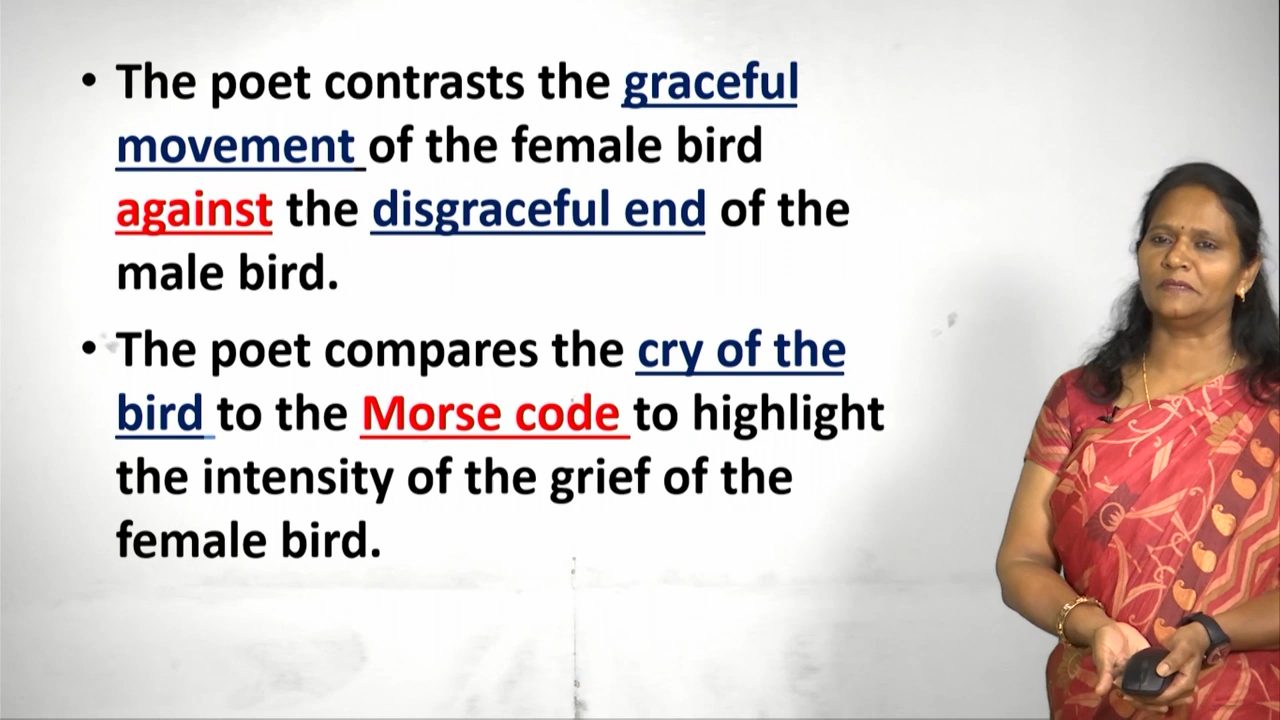 • The poet contrasts the graceful
movement of the female bird
against the disgraceful end of the
male bird.
• The poet compares the cry of the
bird to the Morse code to highlight
the intensity of the grief of the
female bird.